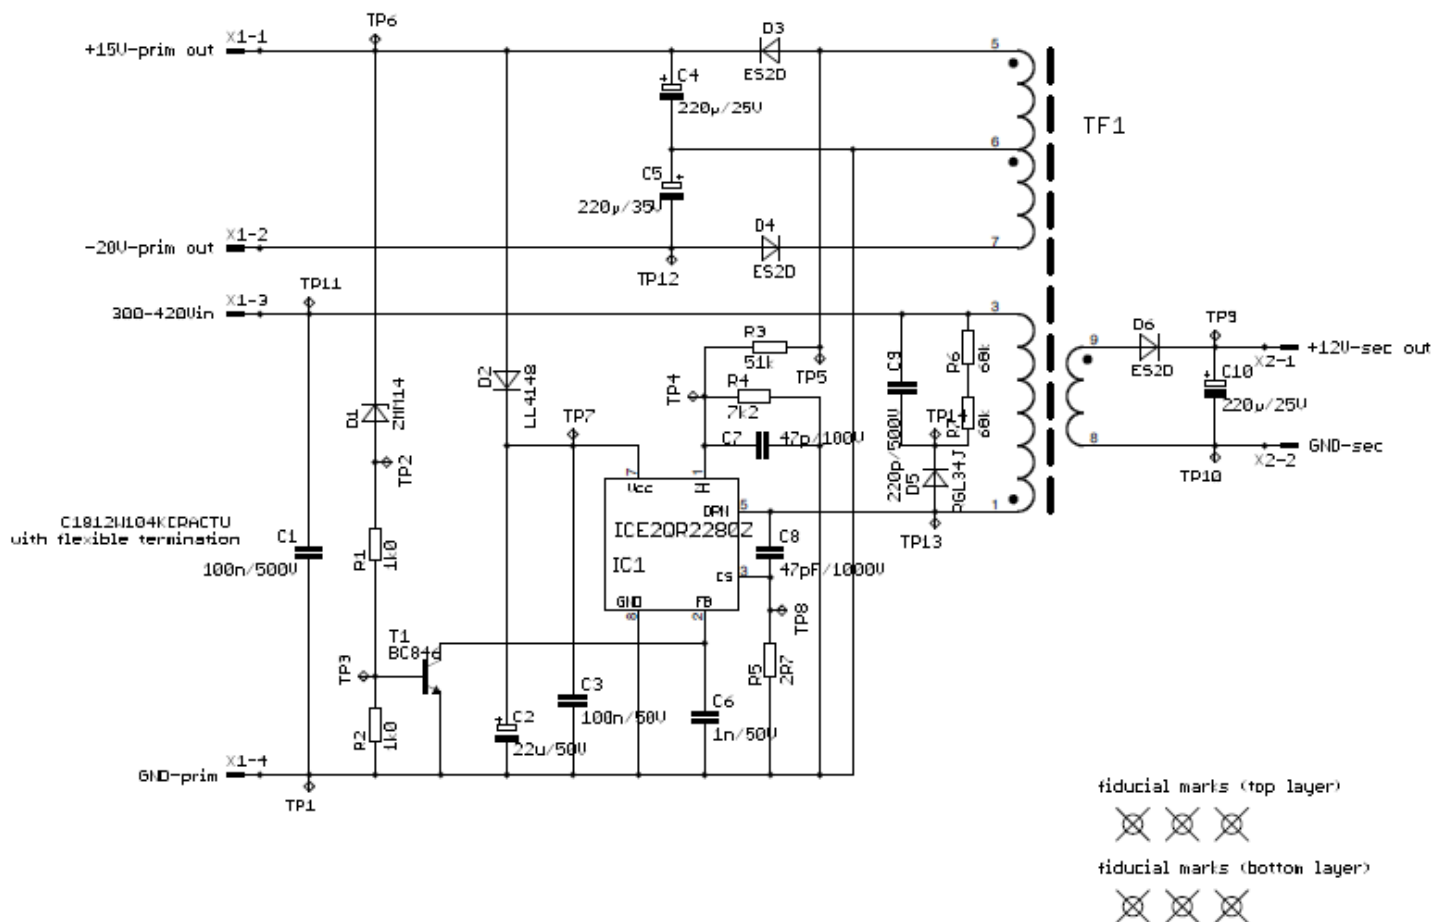 TP6
X1-1
+15V-prim out
D3
ES2D
5
C4
+
220µ/25V
TF1
6
C5
+
220µ/35V
X1-2
-20V-prim out
D4
ES2D
7
TP12
TP11
X1-3
300-420Vin
3
R3
51k
TP5
TP4
R4
7k2
C7
47p/100V
C9
220p/500V
R6
68k
R7
68k
TP14
D5
RGL34J
1
TP13
D6
ES2D
9
TP9
+12V-sec out
X2-1
C10
+
220µ/25V
8
GND-sec
X2-2
TP10
D1
ZMM14
TP2
D2
LL4148
TP7
7
Vcc
1
DRN
5
ICE2QR2280Z
IC1
CS
3
GND
8
FB
2
C8
47pF/1000V
TP8
R5
2R7
C1812W104KCRACTU
with flexible termination
C1
100n/500V
R1
1k0
T1
BC846
TP3
R2
1k0
C2
+
22u/50V
C3
100n/50V
C6
1n/50V
X1-4
GND-prim
TP1
fiducial marks (top layer)
fiducial marks (bottom layer)